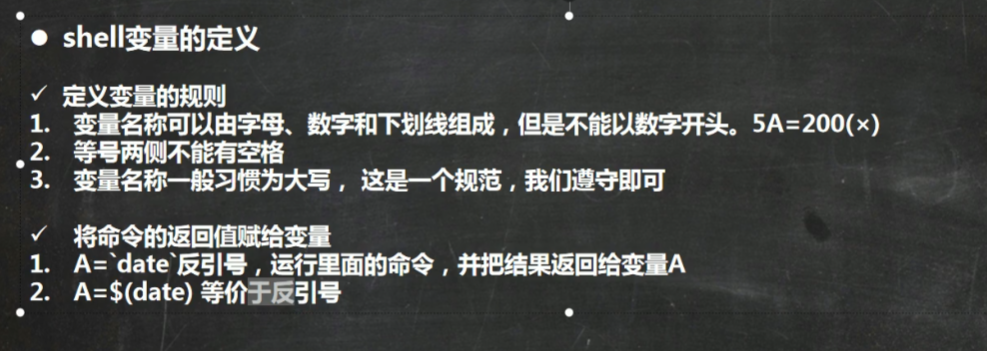 ● shell变量的定义
✓ 定义变量的规则
1. 变量名称可以由字母、数字和下划线组成，但是不能以数字开头。5A=200(×)
2. 等号两侧不能有空格
3. 变量名称一般习惯为大写， 这是一个规范，我们遵守即可
✓ 将命令的返回值赋给变量
1. A=`date`反引号，运行里面的命令，并把结果返回给变量A
2. A=$(date) 等价于反引号